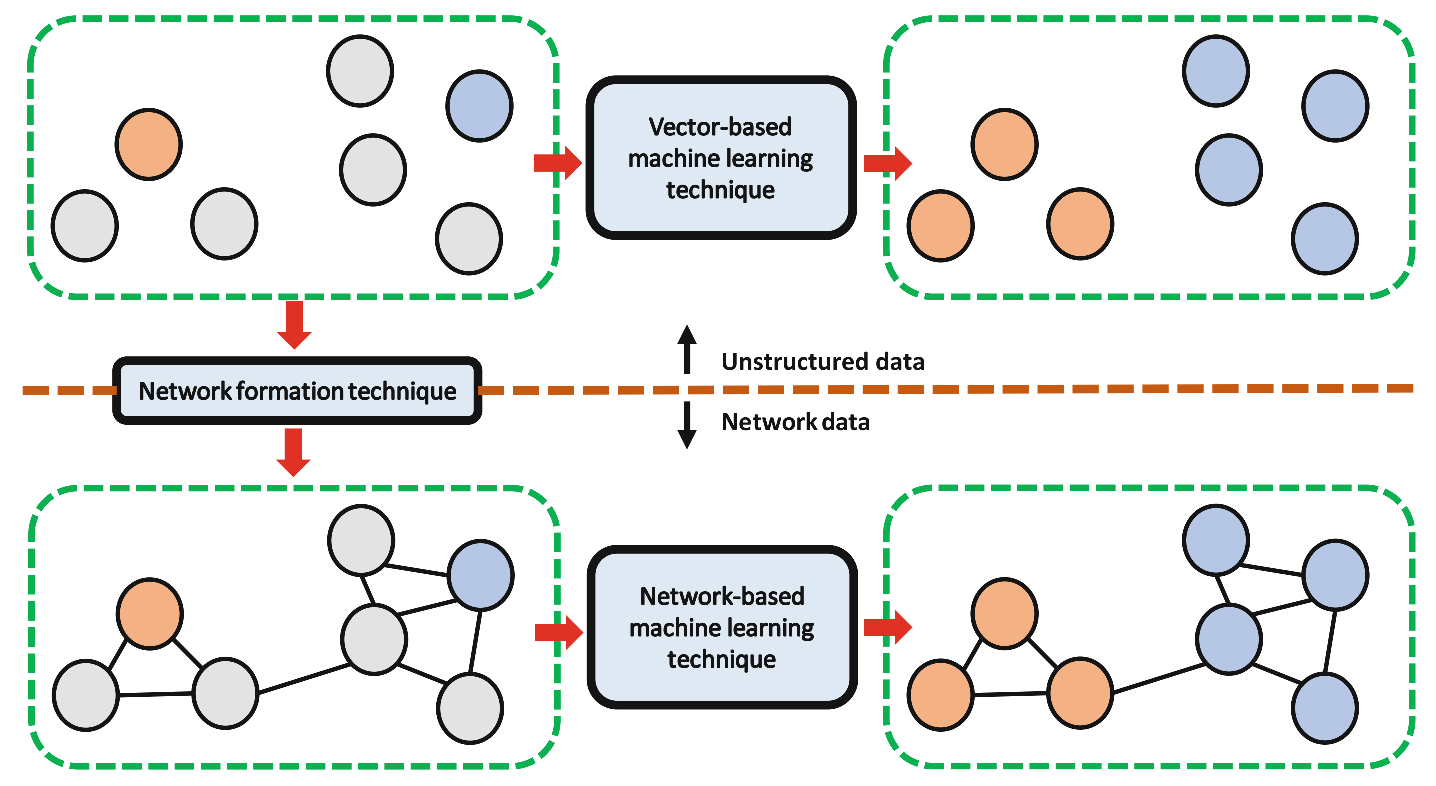 Vector-based
machine learning
technique
Unstructured data
Network formation technique
Network data
Network-based
machine learning
technique